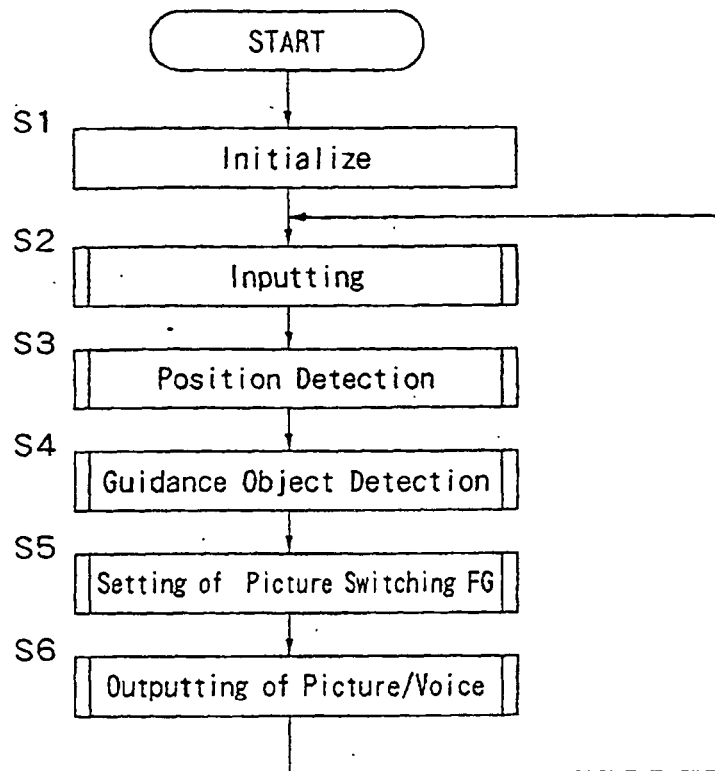 START
S1
Initialize
S2
Inputting
S3
Position Detection
S4
Guidance Object Detection
S5
Setting of Picture Switching FG
S6
Outputting of Picture/Voice